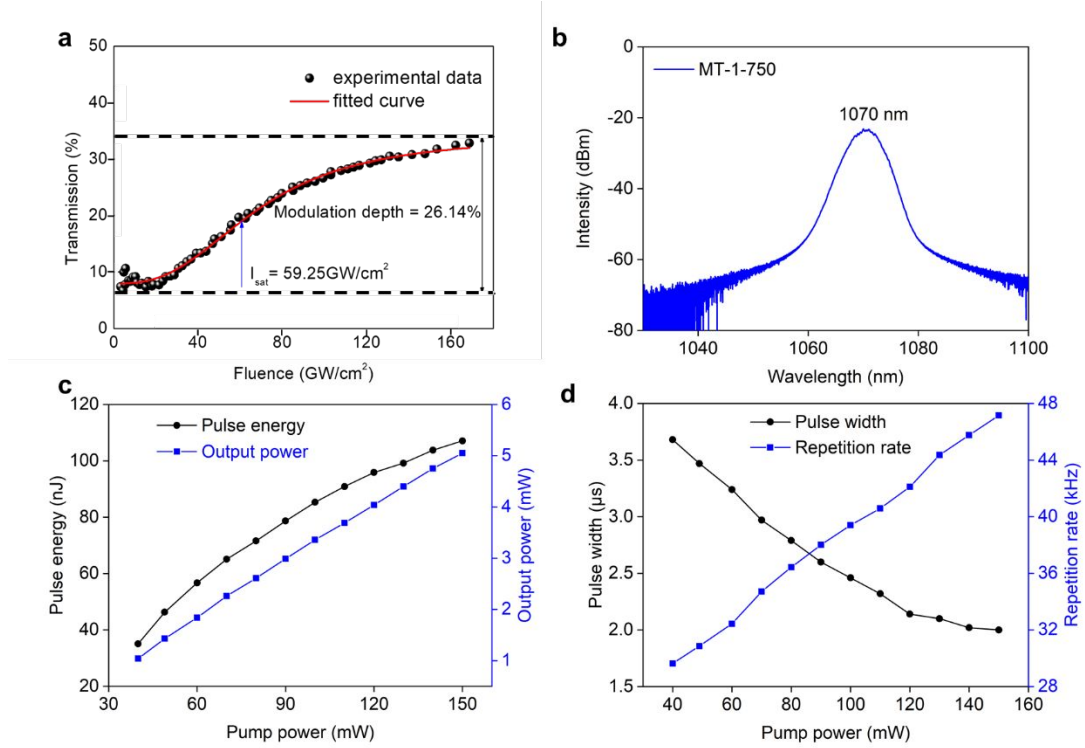 a
50
40
30
20
10
0
Transmission (%)
experimental data
fitted curve
Modulation depth = 26.14%
I_sat = 59.25GW/cm²
0 40 80 120 160
Fluence (GW/cm²)
b
0
-20
-40
-60
-80
Intensity (dBm)
MT-1-750
1070 nm
1040 1060 1080 1100
Wavelength (nm)
c
120
100
80
60
40
20
Pulse energy (nJ)
Pulse energy
Output power
6
5
4
3
2
1
Output power (mW)
30 60 90 120 150
Pump power (mW)
d
4.0
3.5
3.0
2.5
2.0
1.5
Pulse width (μs)
Pulse width
Repetition rate
48
44
40
36
32
28
Repetition rate (kHz)
40 60 80 100 120 140 160
Pump power (mW)